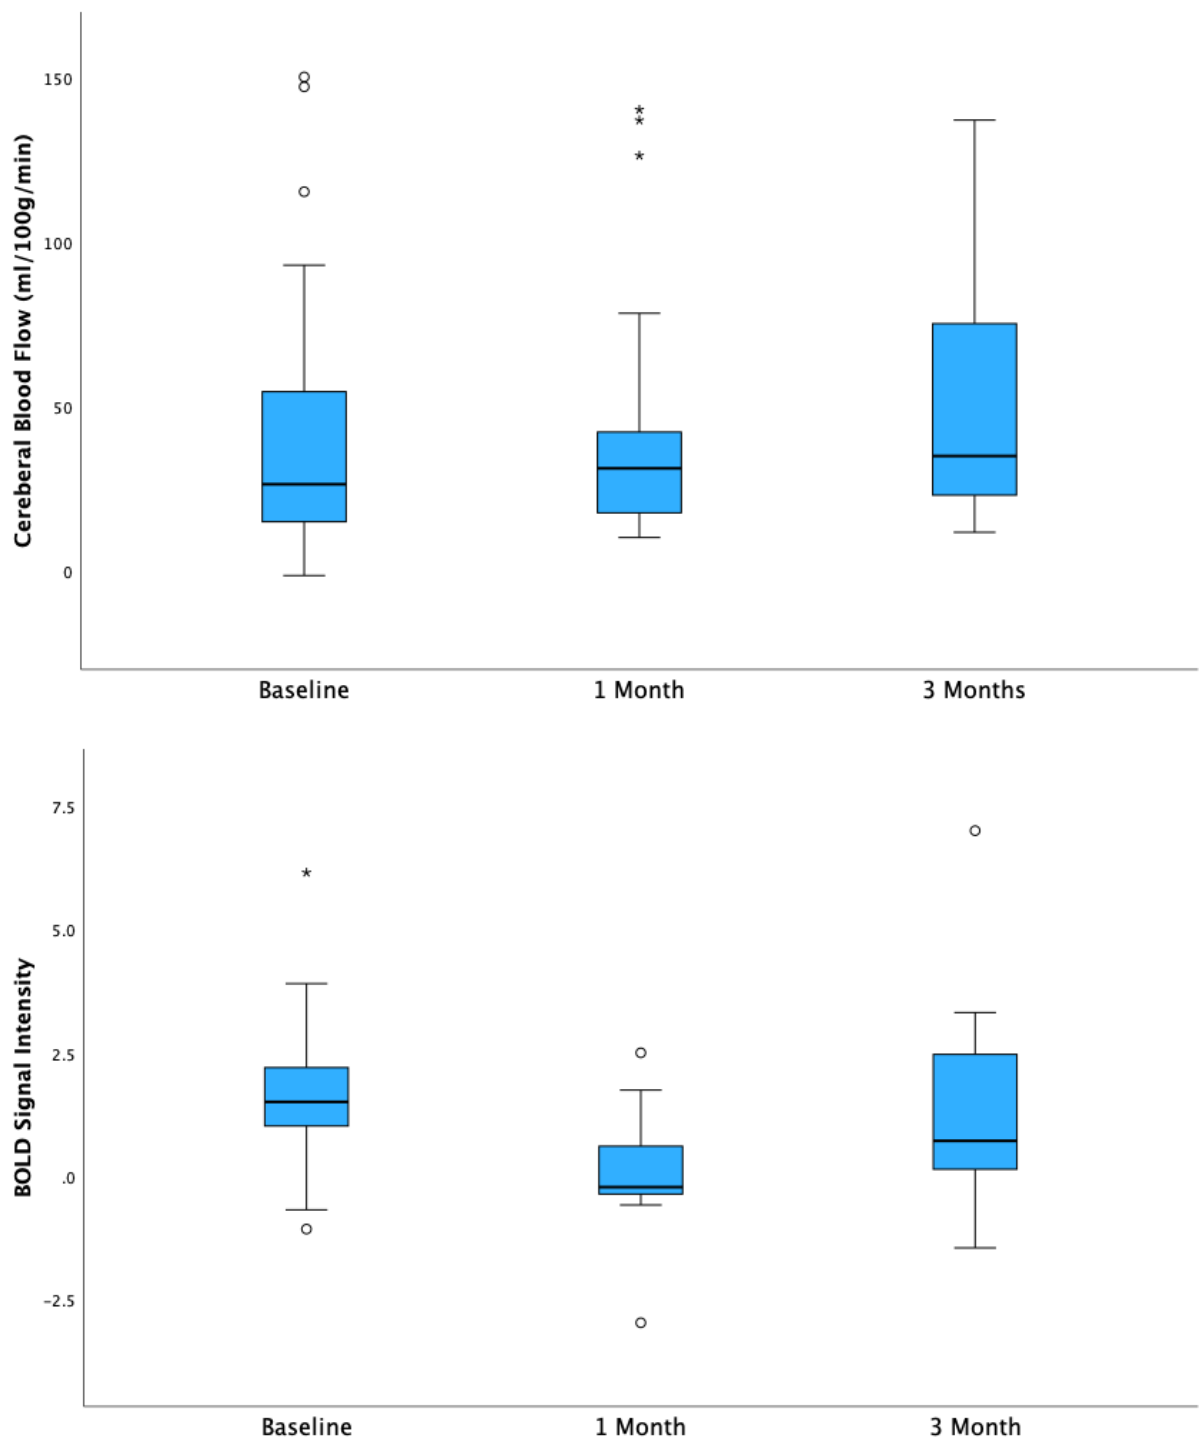 Cereberal Blood Flow (ml/100g/min)
150
100
50
0
Baseline
1 Month
3 Months
BOLD Signal Intensity
7.5
5.0
2.5
.0
-2.5
Baseline
1 Month
3 Month